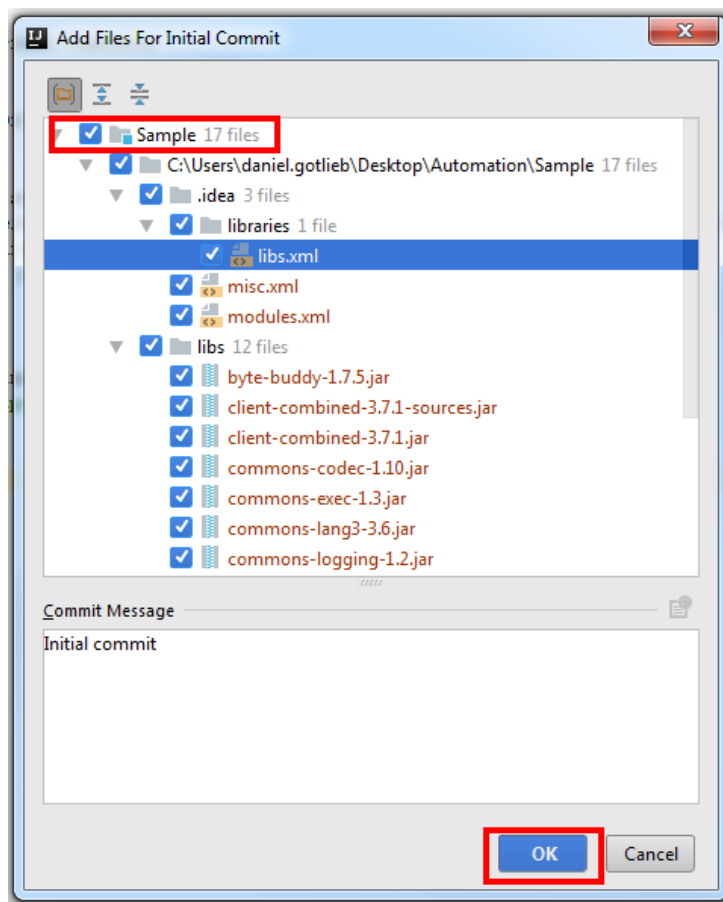 Add Files For Initial Commit
Sample 17 files
C:\Users\daniel.gotlieb\Desktop\Automation\Sample 17 files
.idea 3 files
libraries 1 file
libs.xml
misc.xml
modules.xml
libs 12 files
byte-buddy-1.7.5.jar
client-combined-3.7.1-sources.jar
client-combined-3.7.1.jar
commons-codec-1.10.jar
commons-exec-1.3.jar
commons-lang3-3.6.jar
commons-logging-1.2.jar
Commit Message
Initial commit
OK Cancel